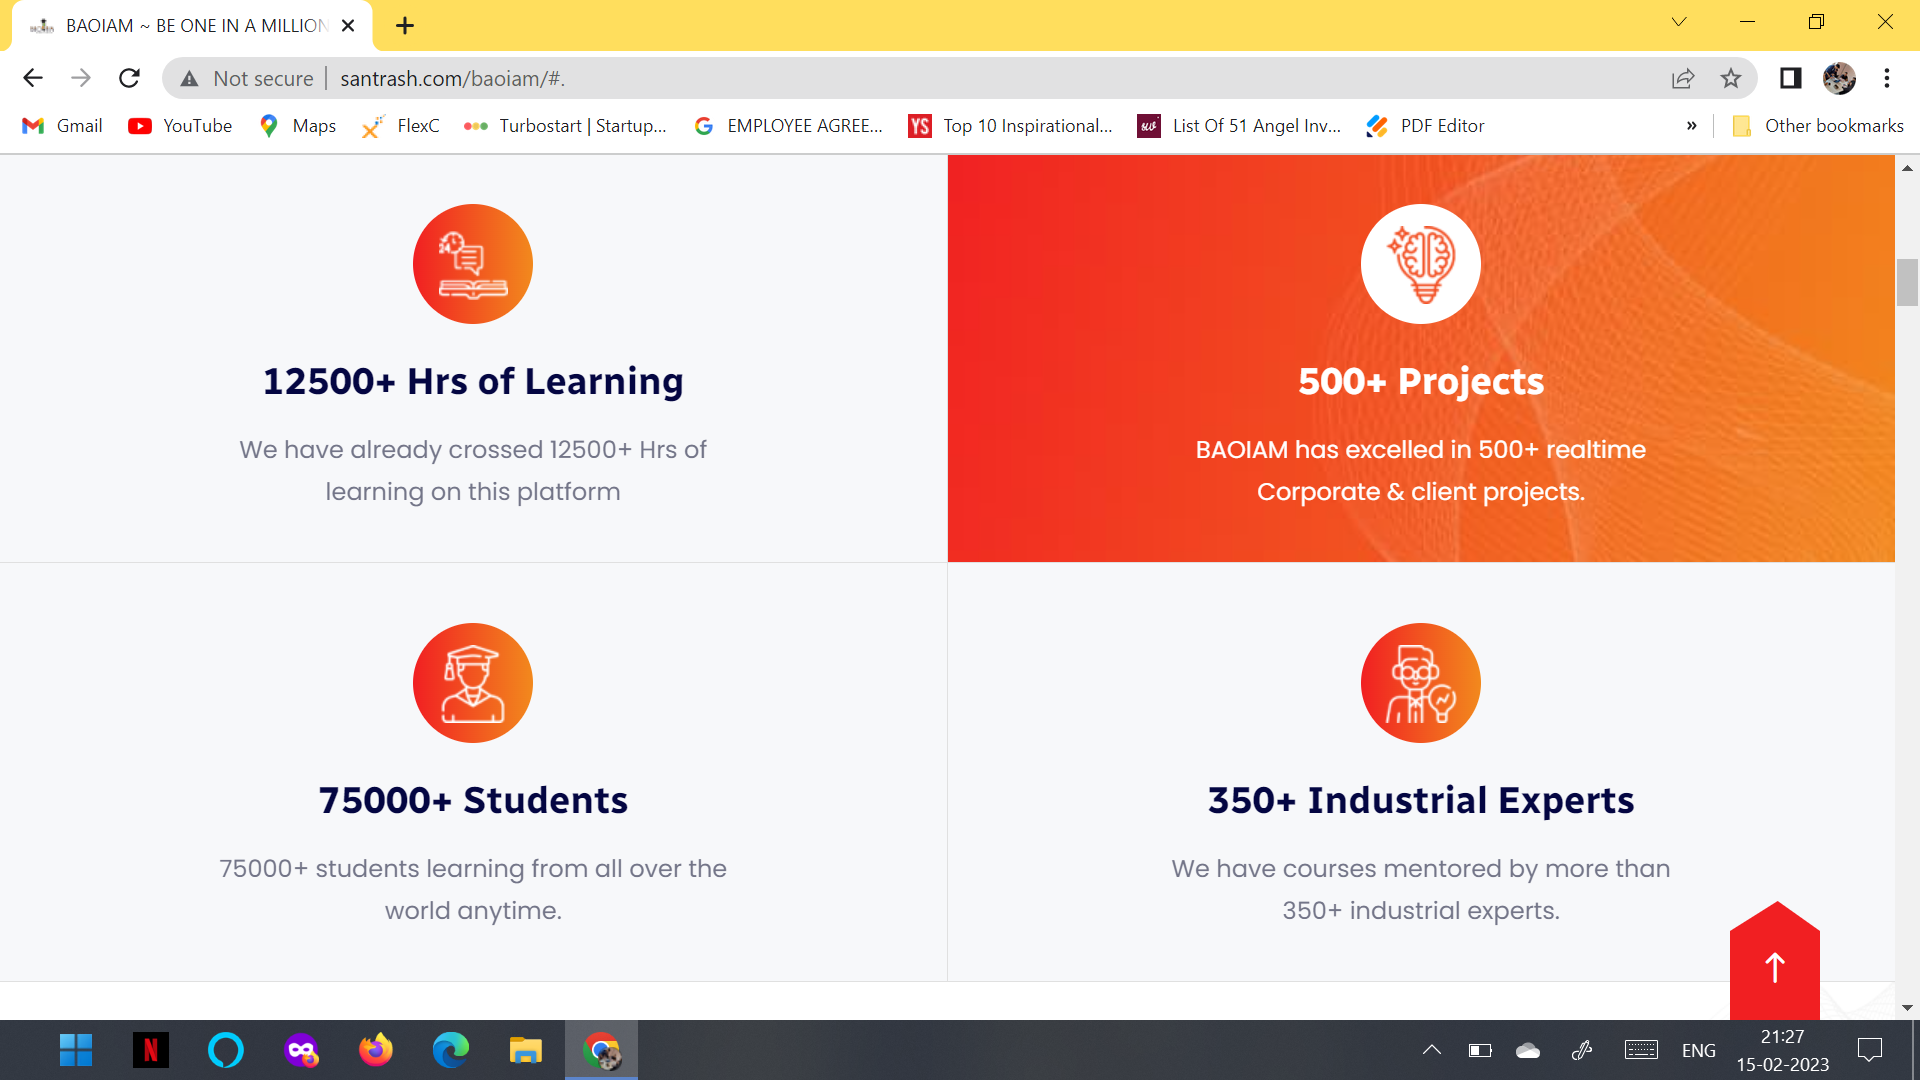 BAOIAM ~ BE ONE IN A MILLION
Not secure
santrash.com/baoiam/#.
Gmail
YouTube
Maps
FlexC
Turbostart | Startup...
EMPLOYEE AGREE...
YS
Top 10 Inspirational...
List Of 51 Angel Inv...
PDF Editor
»
Other bookmarks
12500+ Hrs of Learning
We have already crossed 12500+ Hrs of
learning on this platform
500+ Projects
BAOIAM has excelled in 500+ realtime
Corporate & client projects.
75000+ Students
75000+ students learning from all over the
world anytime.
350+ Industrial Experts
We have courses mentored by more than
350+ industrial experts.
N
ENG
21:27
15-02-2023